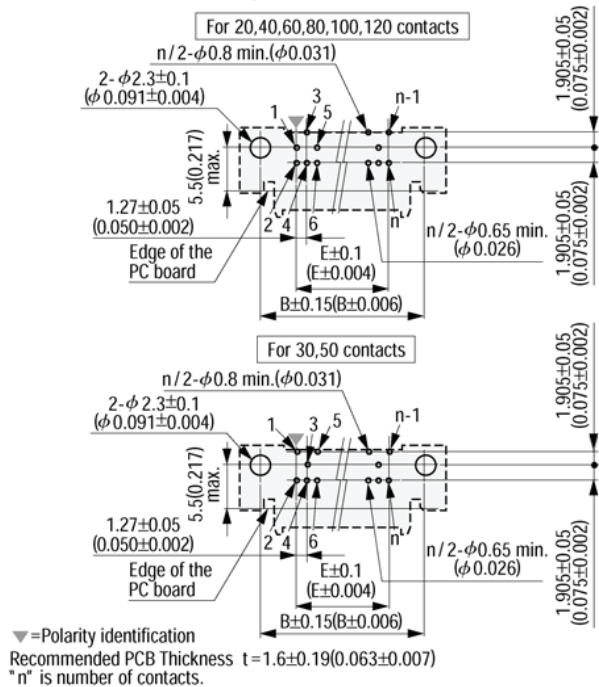 For 20,40,60,80,100,120 contacts
n/2-ϕ0.8 min.(ϕ0.031)
2-ϕ2.3±0.1
(ϕ0.091±0.004)
1
3
5
n-1
1.905±0.05
(0.075±0.002)
5.5(0.217)
max.
1.27±0.05
(0.050±0.002)
2
4
6
n
n/2-ϕ0.65 min.
(ϕ0.026)
1.905±0.05
(0.075±0.002)
Edge of the
PC board
E±0.1
(E±0.004)
B±0.15(B±0.006)
For 30,50 contacts
n/2-ϕ0.8 min.(ϕ0.031)
2-ϕ2.3±0.1
(ϕ0.091±0.004)
1
3
5
n-1
1.905±0.05
(0.075±0.002)
5.5(0.217)
max.
1.27±0.05
(0.050±0.002)
2
4
6
n
n/2-ϕ0.65 min.
(ϕ0.026)
1.905±0.05
(0.075±0.002)
Edge of the
PC board
E±0.1
(E±0.004)
B±0.15(B±0.006)
▼=Polarity identification
Recommended PCB Thickness t=1.6±0.19(0.063±0.007)
"n" is number of contacts.